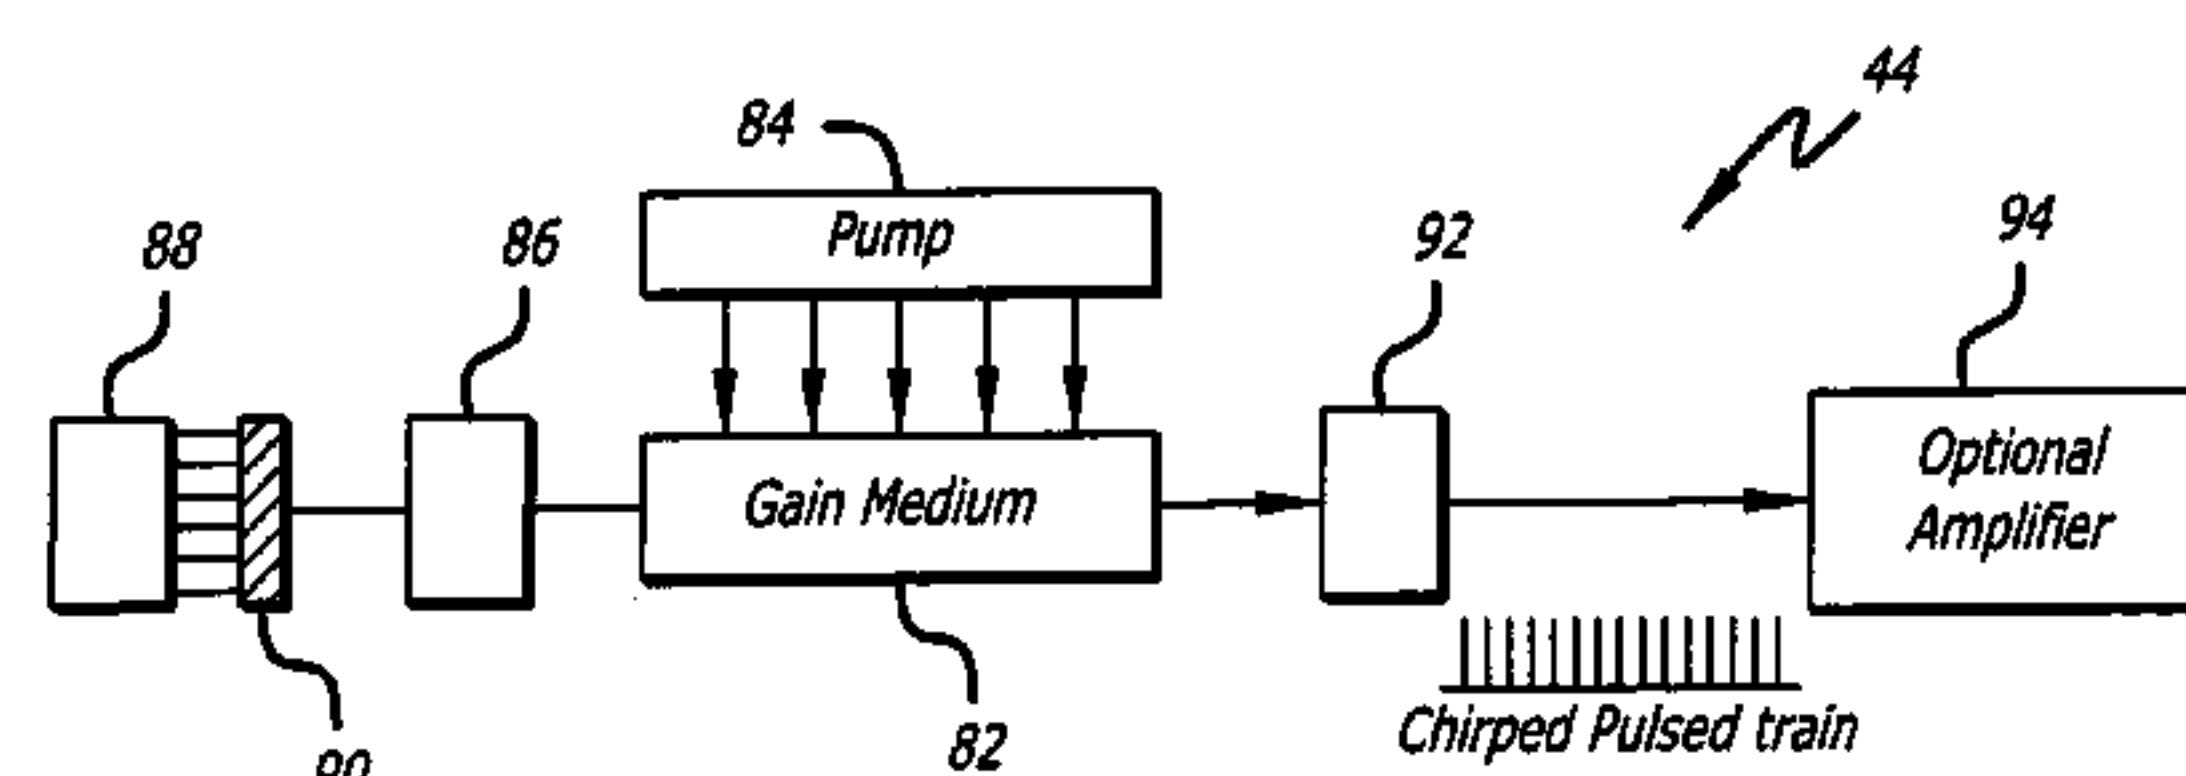 44
84
94
92
88
86
Pump
Optional
Amplifier
Gain Medium
82
Chirped Pulsed train